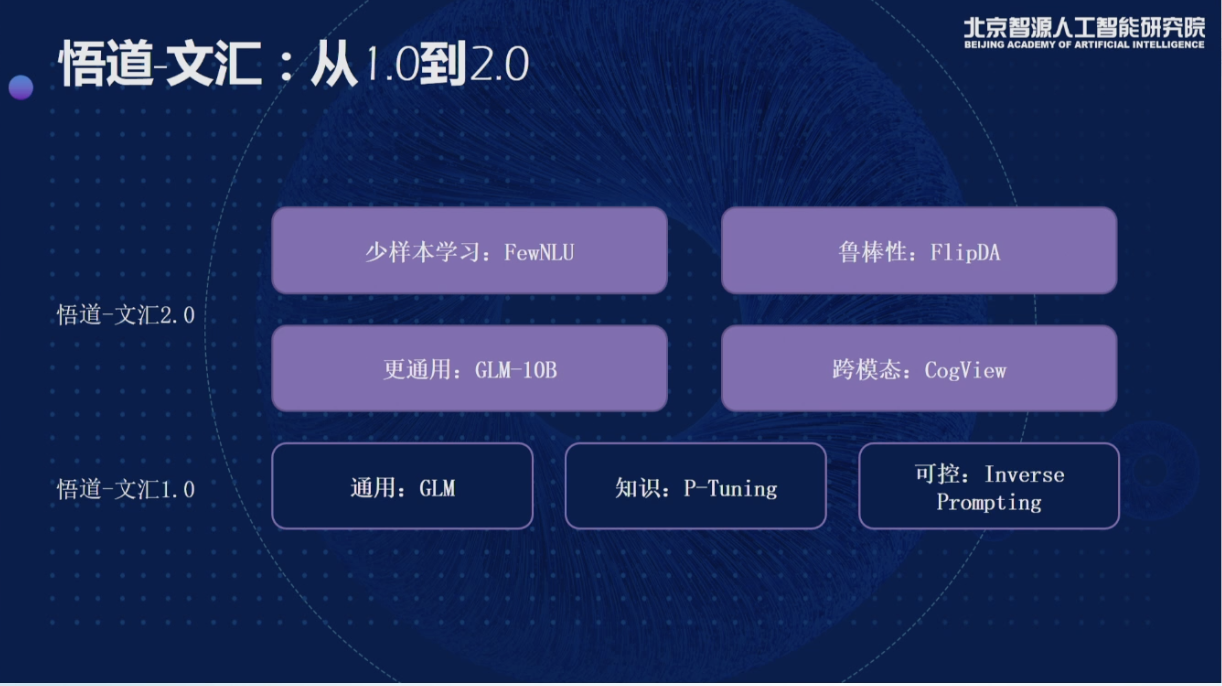 北京智源人工智能研究院
BEIJING ACADEMY OF ARTIFICIAL INTELLIGENCE
悟道-文汇：从1.0到2.0
少样本学习：FewNLU
鲁棒性：FlipDA
悟道-文汇2.0
更通用：GLM-10B
跨模态：CogView
悟道-文汇1.0
通用：GLM
知识：P-Tuning
可控：Inverse
Prompting